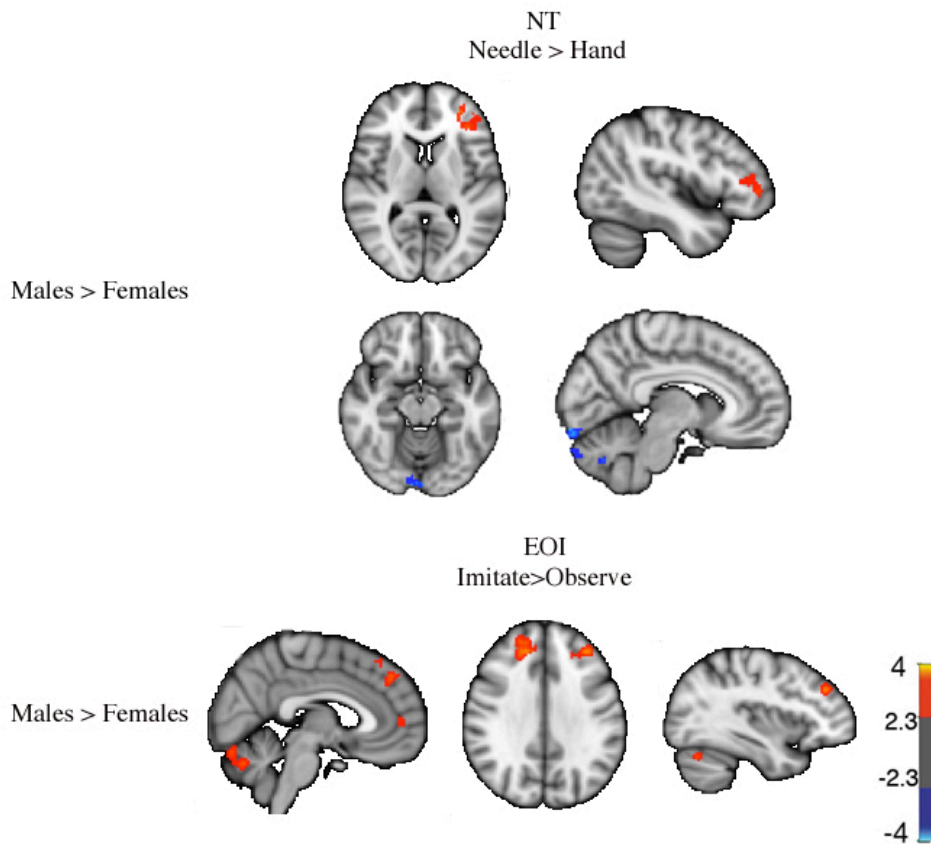 NT
Needle > Hand
Males > Females
EOI
Imitate>Observe
Males > Females
4
2.3
-2.3
-4